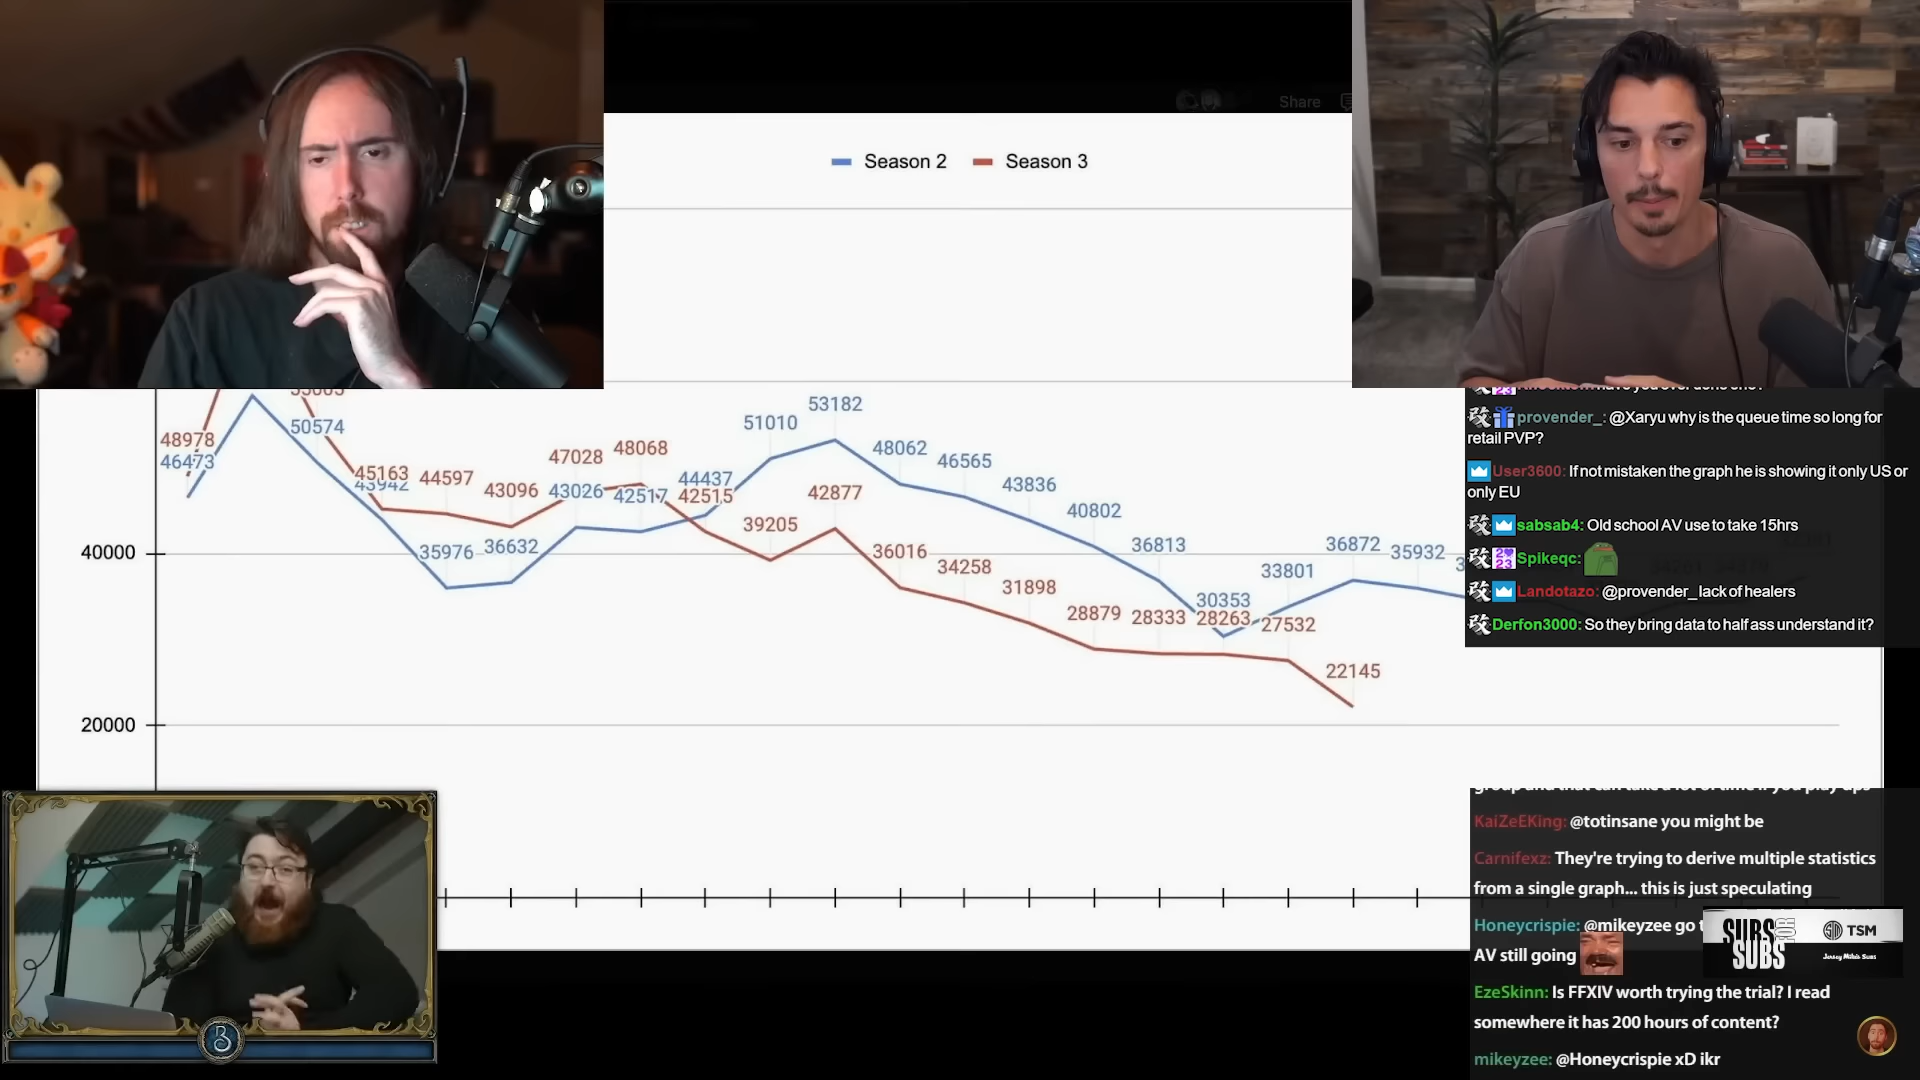 Share
Season 2
Season 3
53182
51010
provender_: @Xaryu why is the queue time so long for
retail PVP?
50574
48978
48068
47028
48062
46473
46565
44437
45163
44597
43096
43026
42517
42515
42877
43836
User3600: If not mistaken the graph he is showing it only US or
only EU
40802
39205
sabsab4: Old school AV use to take 15hrs
40000
35976
36632
36016
36813
36872
35932
34258
33801
Spikeqc:
31898
30353
Landotazo: @provender_ lack of healers
28879
28333
28263
27532
Derfon3000: So they bring data to half ass understand it?
22145
20000
KaiZeEKing: @totinsane you might be
Carnifexz: They're trying to derive multiple statistics
from a single graph... this is just speculating
Honeycrispie: @mikeyzee go
AV still going
SUBS FOR SUBS
TSM
Jersey Mike's Subs
EzeSkinn: Is FFXIV worth trying the trial? I read
somewhere it has 200 hours of content?
mikeyzee: @Honeycrispie xD ikr
B